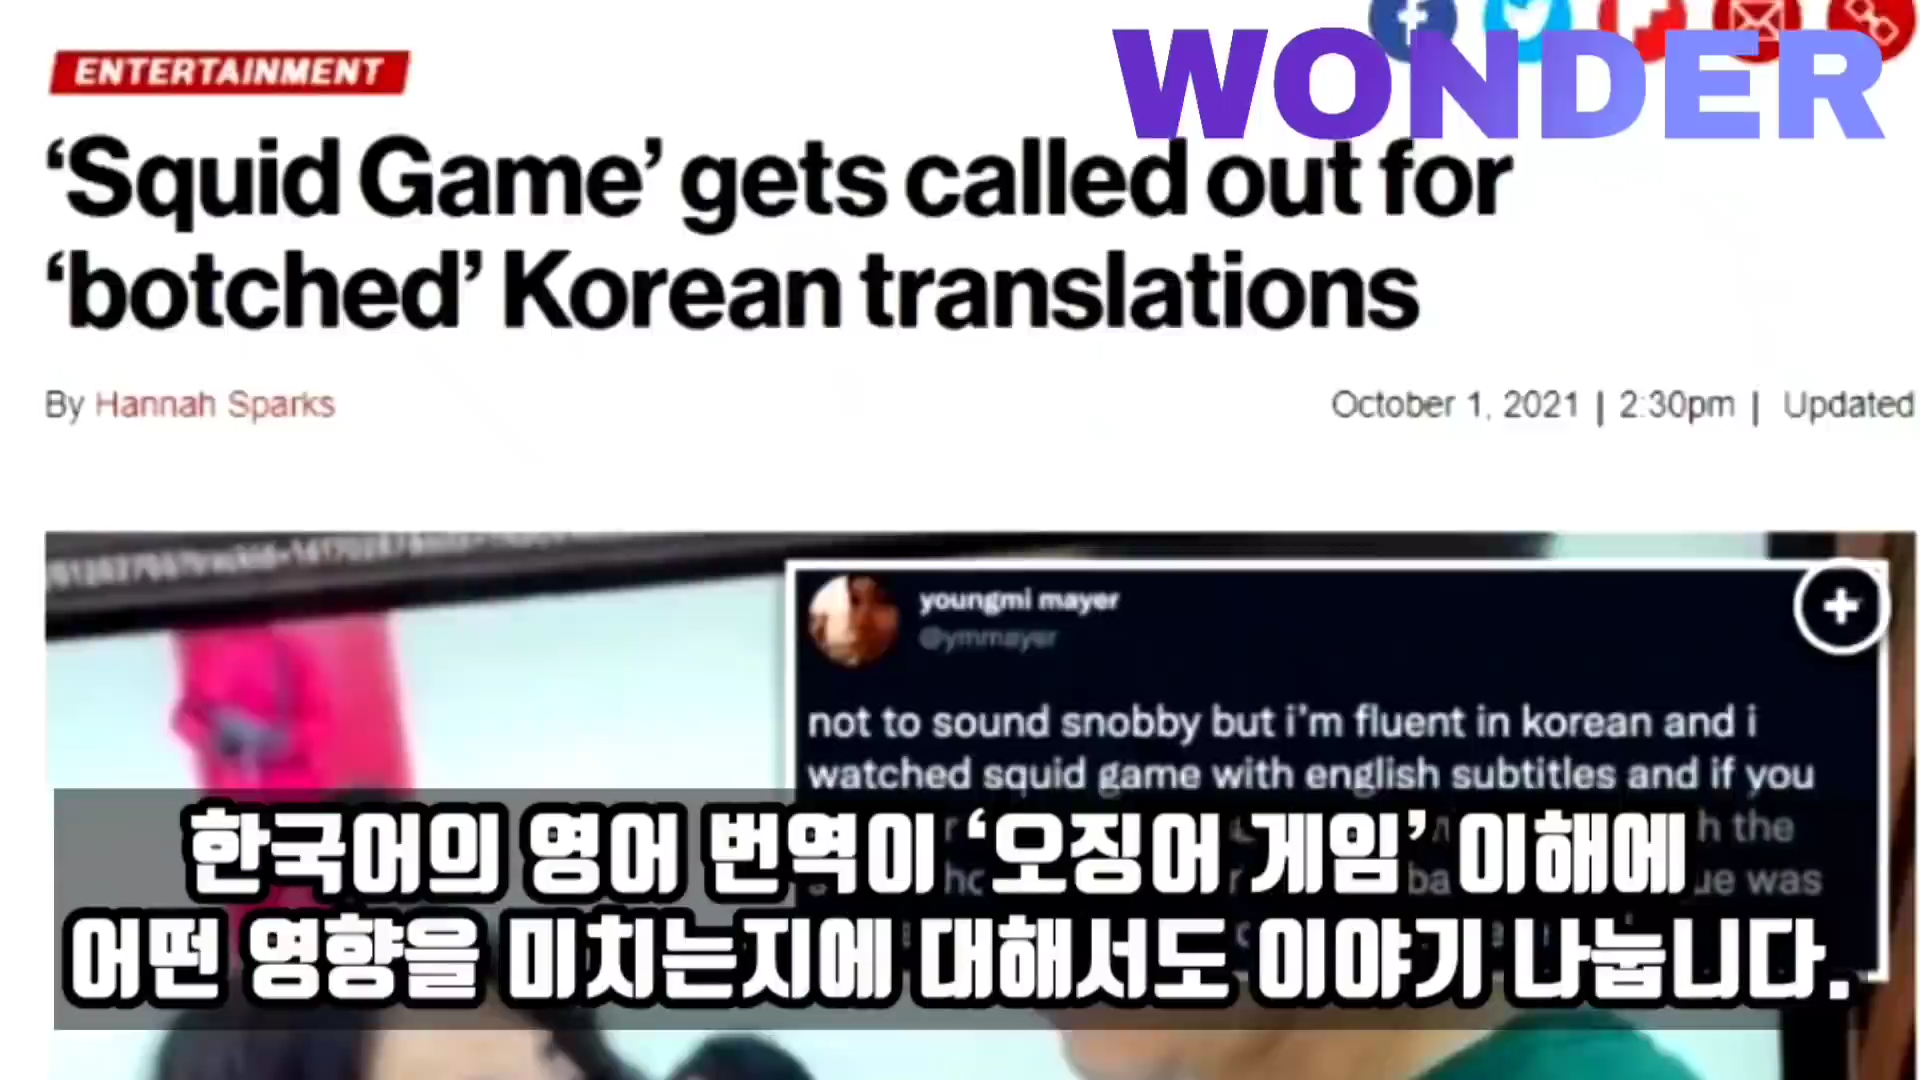 WONDER
ENTERTAINMENT
‘Squid Game’ gets called out for
‘botched’ Korean translations
By Hannah Sparks
October 1, 2021 | 2:30pm | Updated
youngmi mayer
@ymmayer
not to sound snobby but i’m fluent in korean and i
watched squid game with english subtitles and if you
h the
ue was
한국어의 영어 번역이 ‘오징어 게임’ 이해에
어떤 영향을 미치는지에 대해서도 이야기 나눕니다.